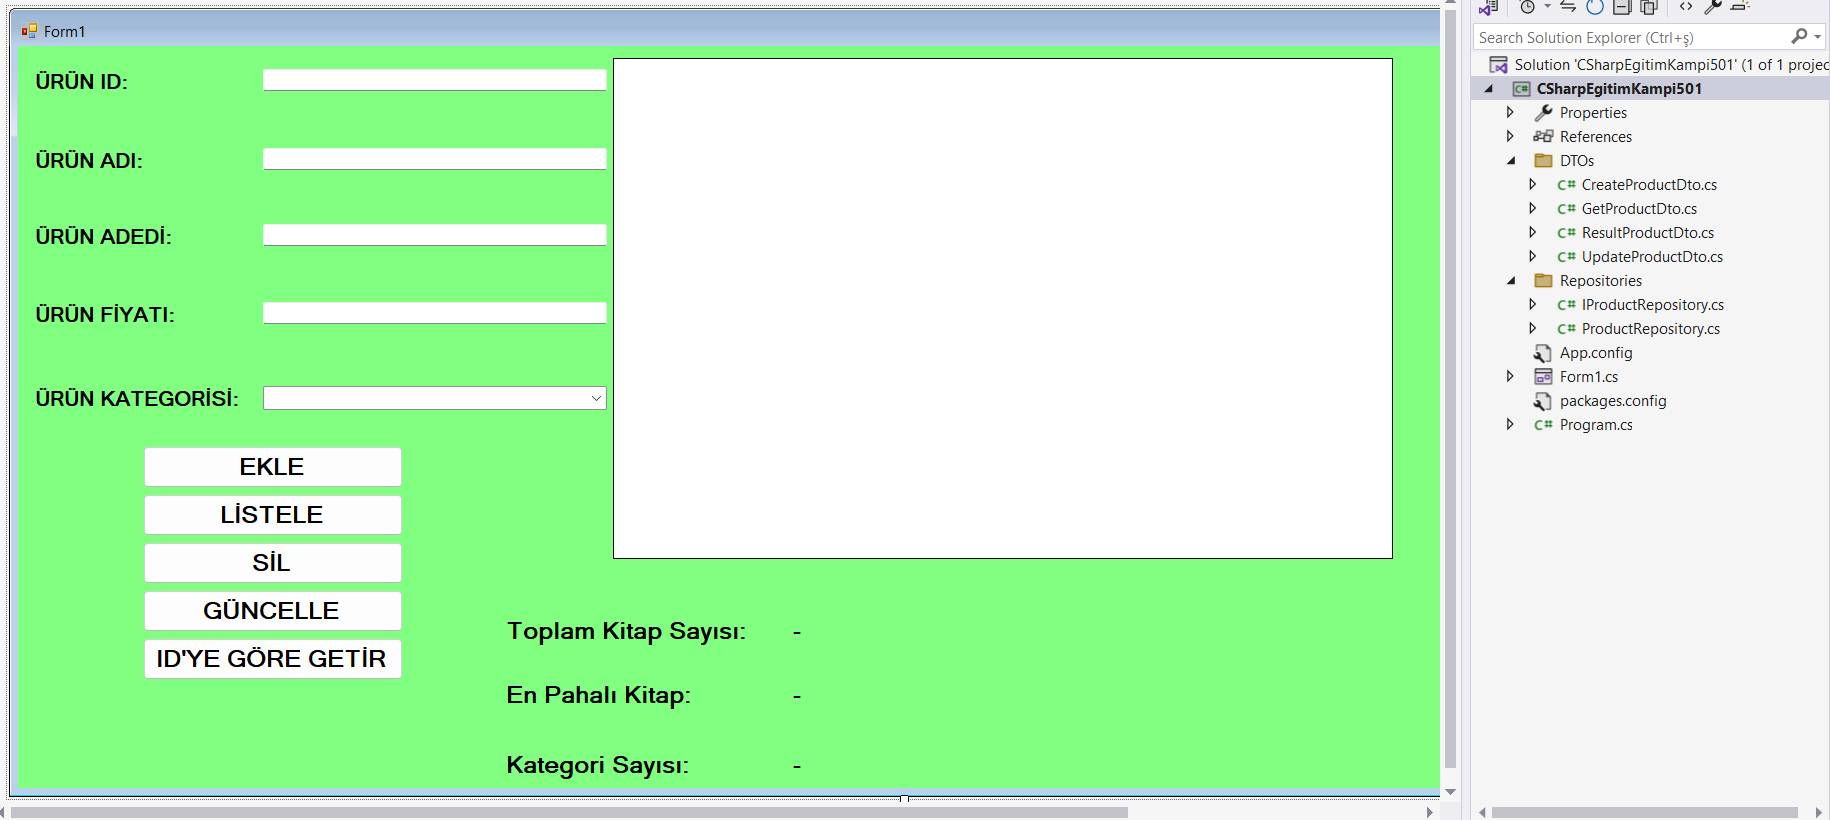 Form1
ÜRÜN ID:
ÜRÜN ADI:
ÜRÜN ADEDİ:
ÜRÜN FİYATI:
ÜRÜN KATEGORİSİ:
EKLE
LİSTELE
SİL
GÜNCELLE
ID'YE GÖRE GETİR
Toplam Kitap Sayısı: -
En Pahalı Kitap: -
Kategori Sayısı: -
Search Solution Explorer (Ctrl+ş)
Solution 'CSharpEgitimKampi501' (1 of 1 projec
CSharpEgitimKampi501
Properties
References
DTOs
C# CreateProductDto.cs
C# GetProductDto.cs
C# ResultProductDto.cs
C# UpdateProductDto.cs
Repositories
C# IProductRepository.cs
C# ProductRepository.cs
App.config
Form1.cs
packages.config
C# Program.cs